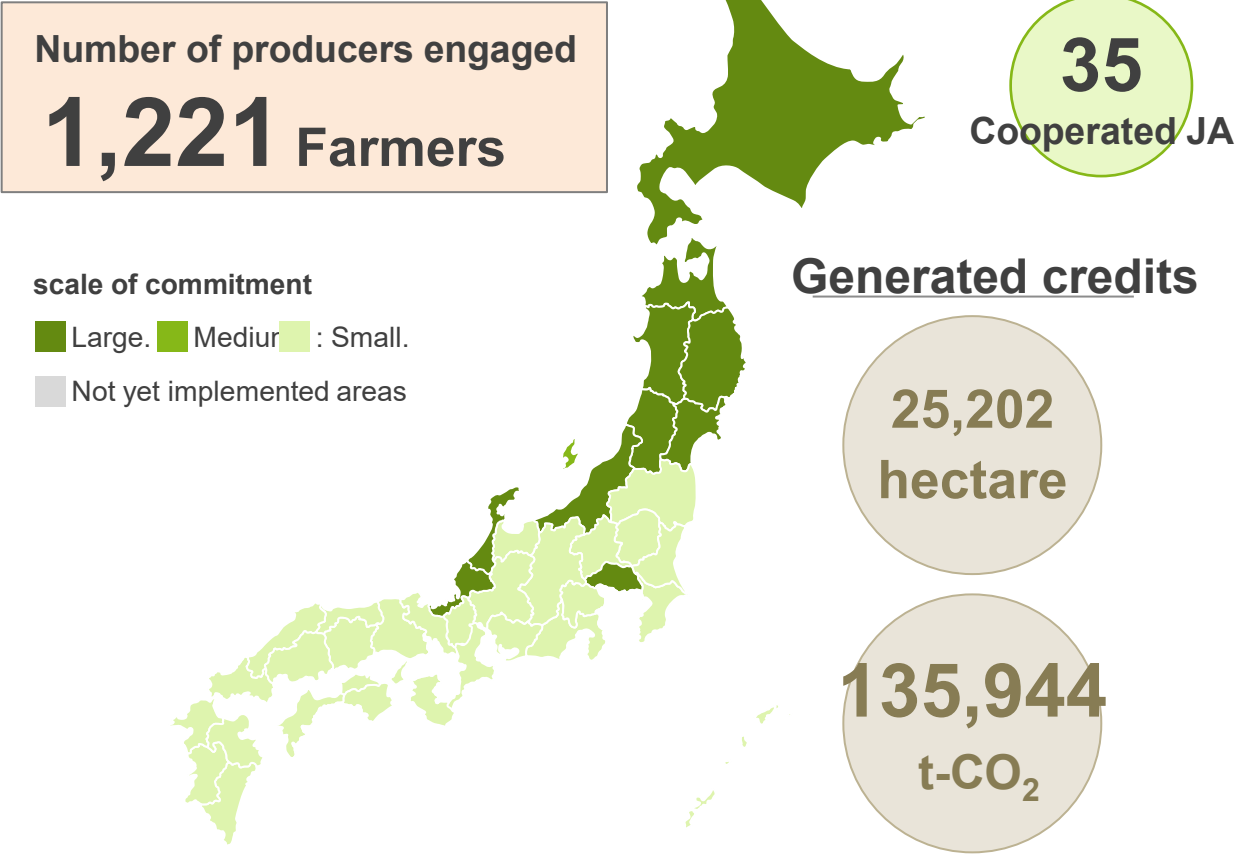 Number of producers engaged
1,221 Farmers
35
Cooperated JA
scale of commitment
Large. Mediur : Small.
Not yet implemented areas
Generated credits
25,202
hectare
135,944
t-CO₂